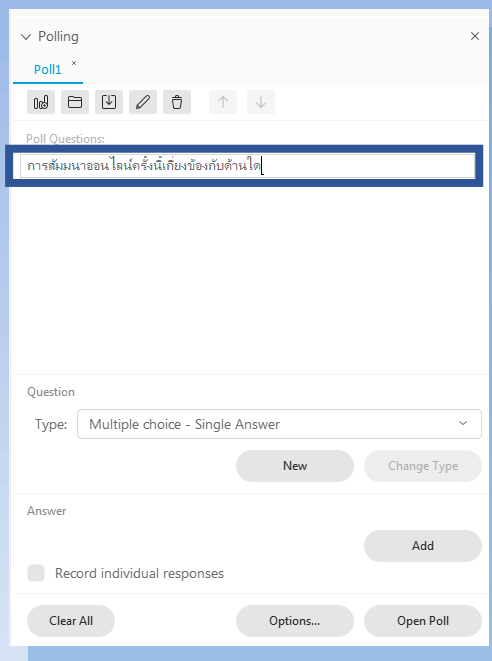 Polling
Poll1
Poll Questions:
การสัมมนาออนไลน์ครั้งนี้เกี่ยงข้องกับด้านใด
Question
Type: Multiple choice - Single Answer
New Change Type
Answer
Add
Record individual responses
Clear All Options... Open Poll